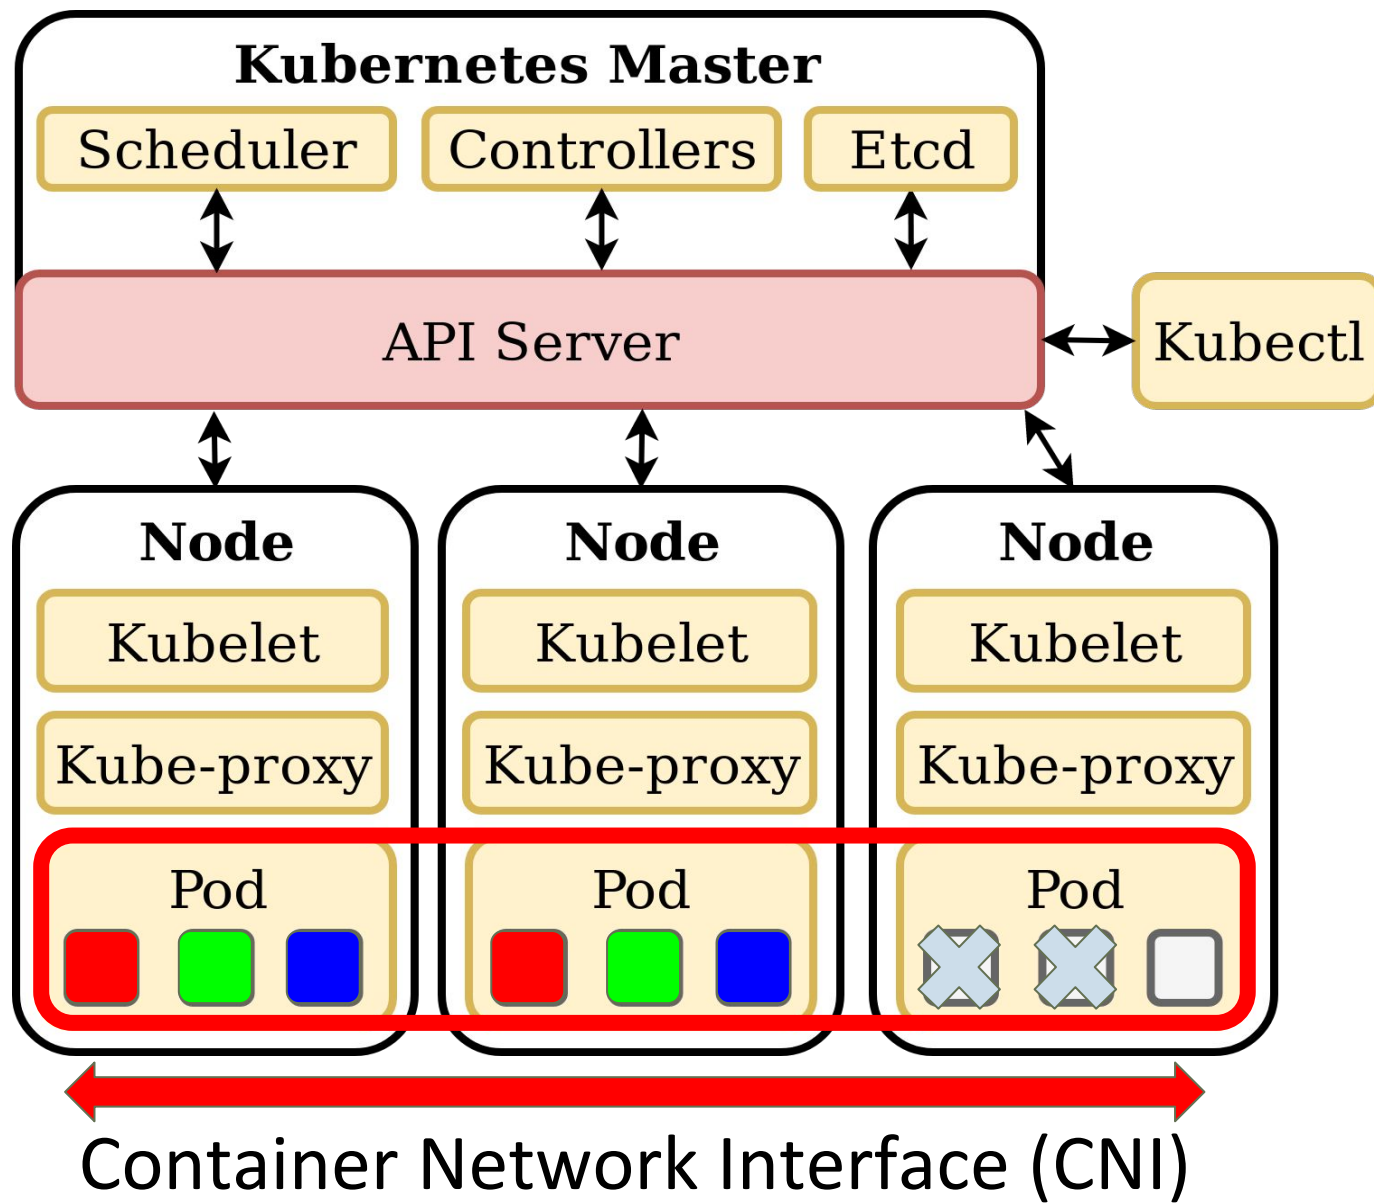 Kubernetes Master
Scheduler
Controllers
Etcd
API Server
Kubectl
Node
Node
Node
Kubelet
Kubelet
Kubelet
Kube-proxy
Kube-proxy
Kube-proxy
Pod
Pod
Pod
Container Network Interface (CNI)